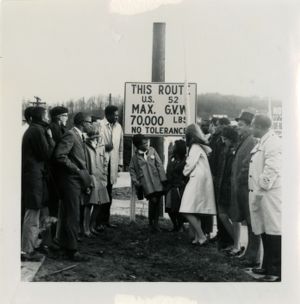 THIS ROUTE
U.S. 52
MAX. G.V.W
70,000 LBS
NO TOLERANCE